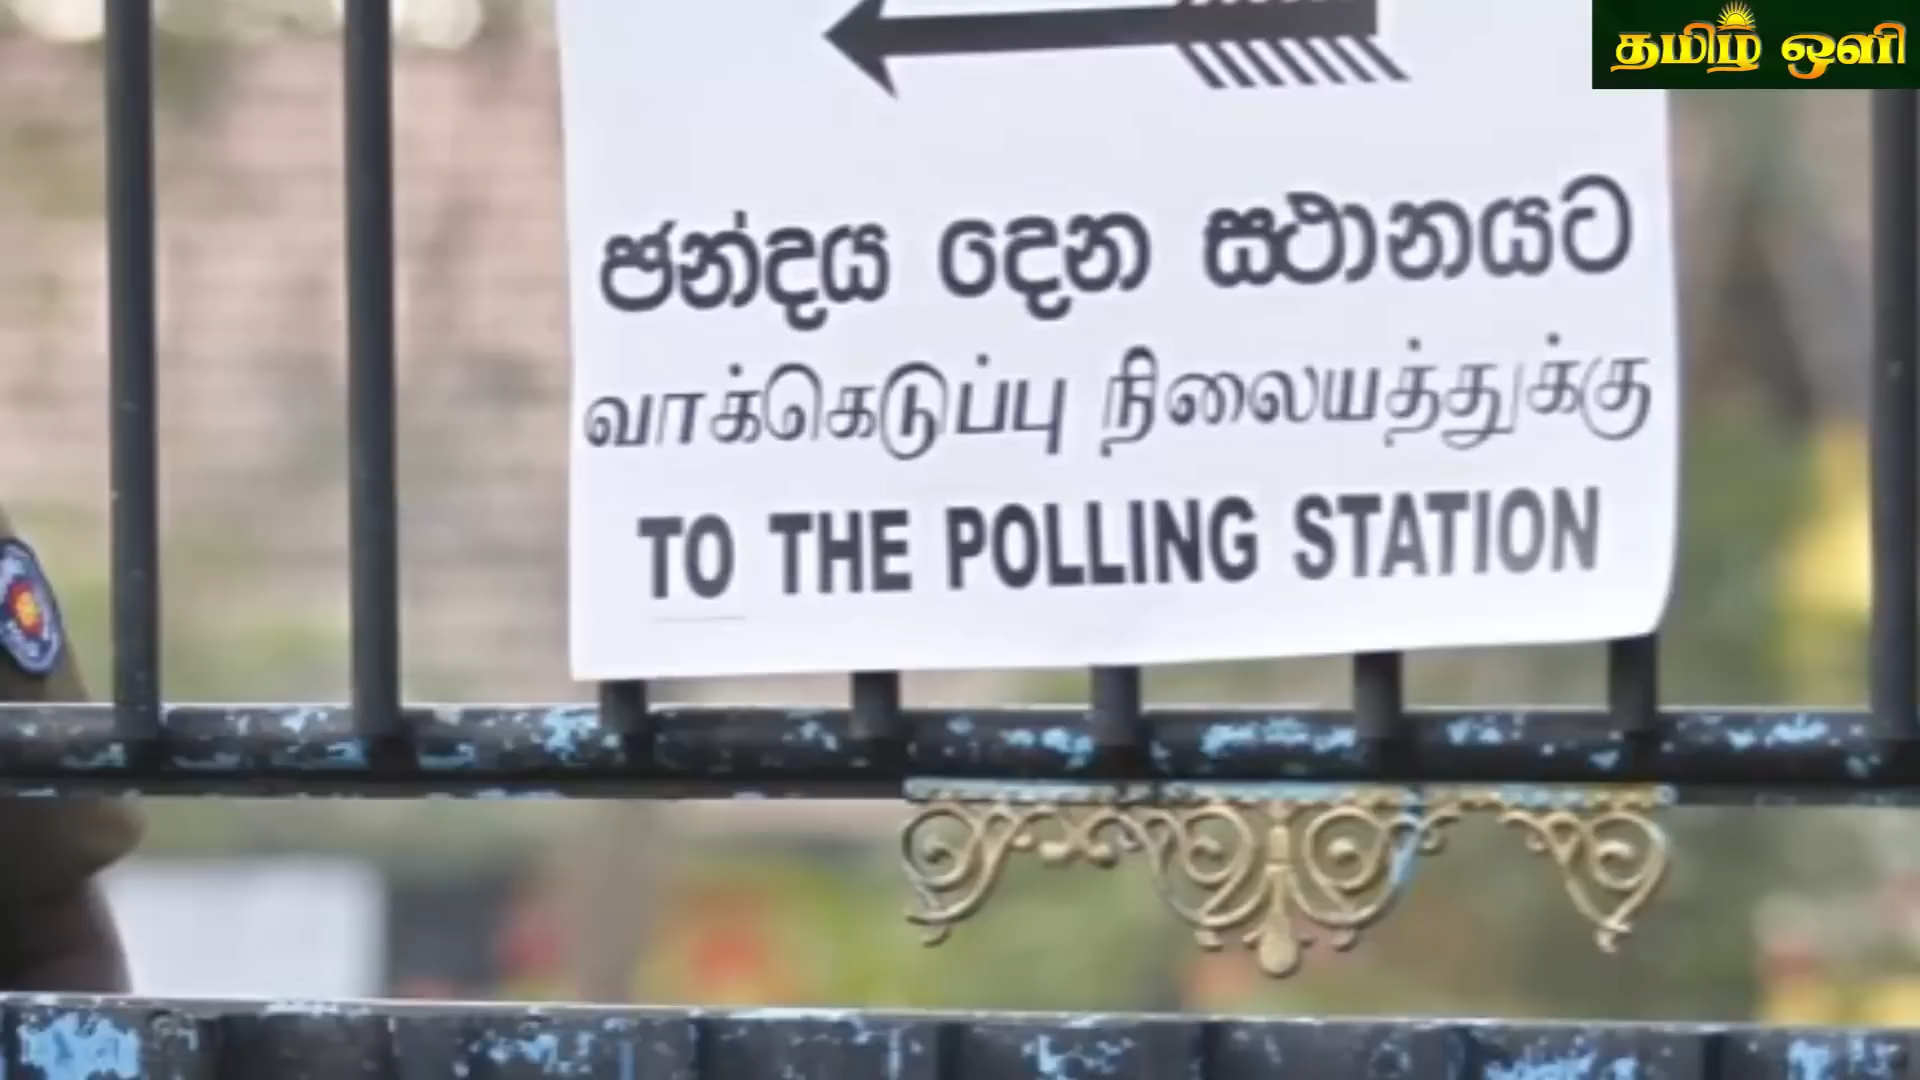 தமிழ் ஒளி
ඡන්දය දෙන ස්ථානයට
வாக்கெடுப்பு நிலையத்துக்கு
TO THE POLLING STATION